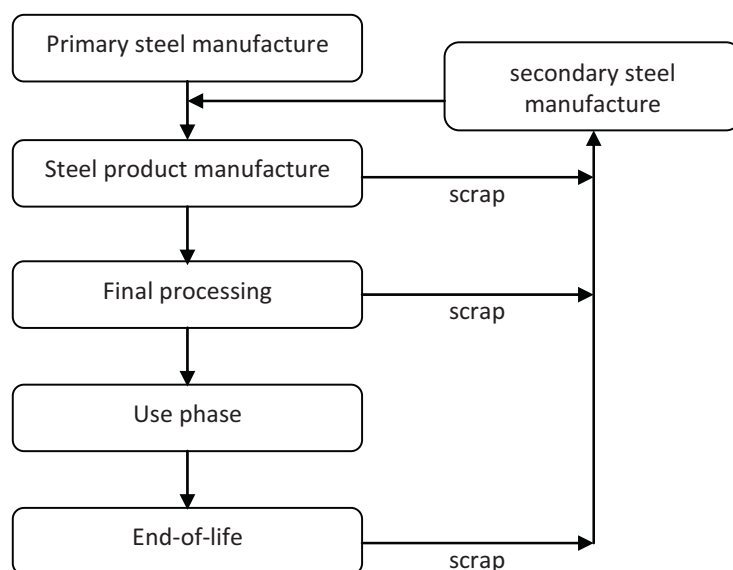 Primary steel manufacture
secondary steel
manufacture
Steel product manufacture
scrap
Final processing
scrap
Use phase
End-of-life
scrap